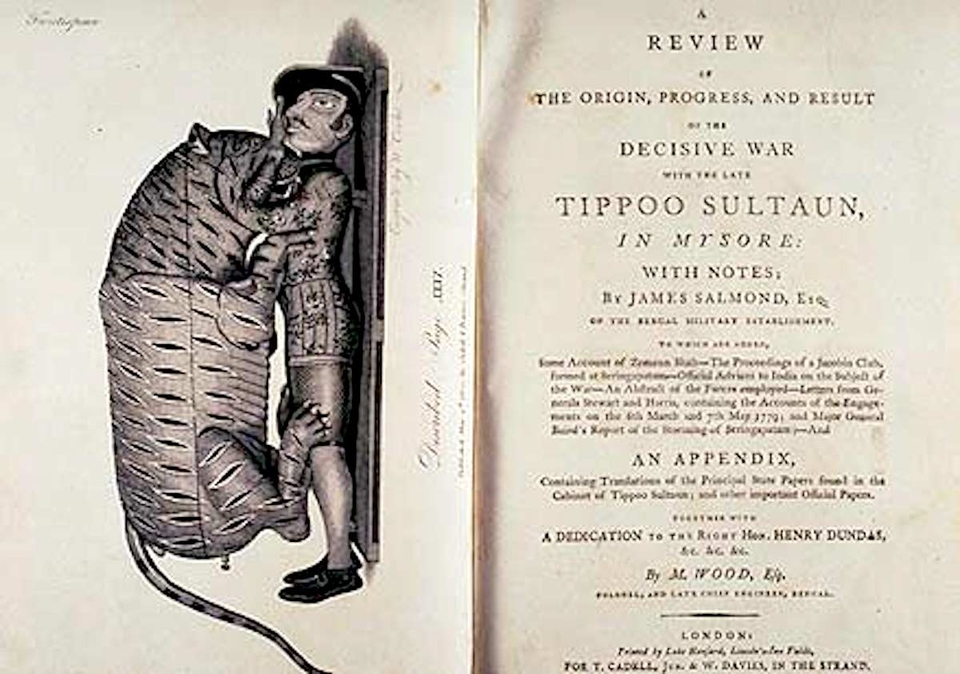 Frontispiece
Described Page
A
REVIEW
OF
THE ORIGIN, PROGRESS, AND RESULT
OF THE
DECISIVE WAR
WITH THE LATE
TIPPOO SULTAUN,
IN MYSORE:
WITH NOTES;
By JAMES SALMOND, Esq.
OF THE BENGAL MILITARY ESTABLISHMENT.
TO WHICH ARE ADDED,
Some Account of Zemaun Shah—The Proceedings of a Jacobin Club,
formed at Seringapatam—Official Advices to India on the Subject of
the War—An Abstract of the Forces employed—Letters from Ge-
nerals Stewart and Harris, containing the Accounts of the Engage-
ments on the 6th March and 7th May 1779; and Major General
Baird's Report of the Storming of Seringapatam:—And
AN APPENDIX,
Containing Translations of the Principal State Papers found in the
Cabinet of Tippoo Sultaun; and other important Official Papers.
TOGETHER WITH
A DEDICATION TO THE RIGHT HON. HENRY DUNDAS,
&c. &c. &c.
By M. WOOD, Esq.
COLONEL, AND LATE CHIEF ENGINEER, BENGAL.
LONDON:
Printed by Luke Hansard, Lincoln's-Inn Fields,
FOR T. CADELL, JUN. & W. DAVIES, IN THE STRAND.